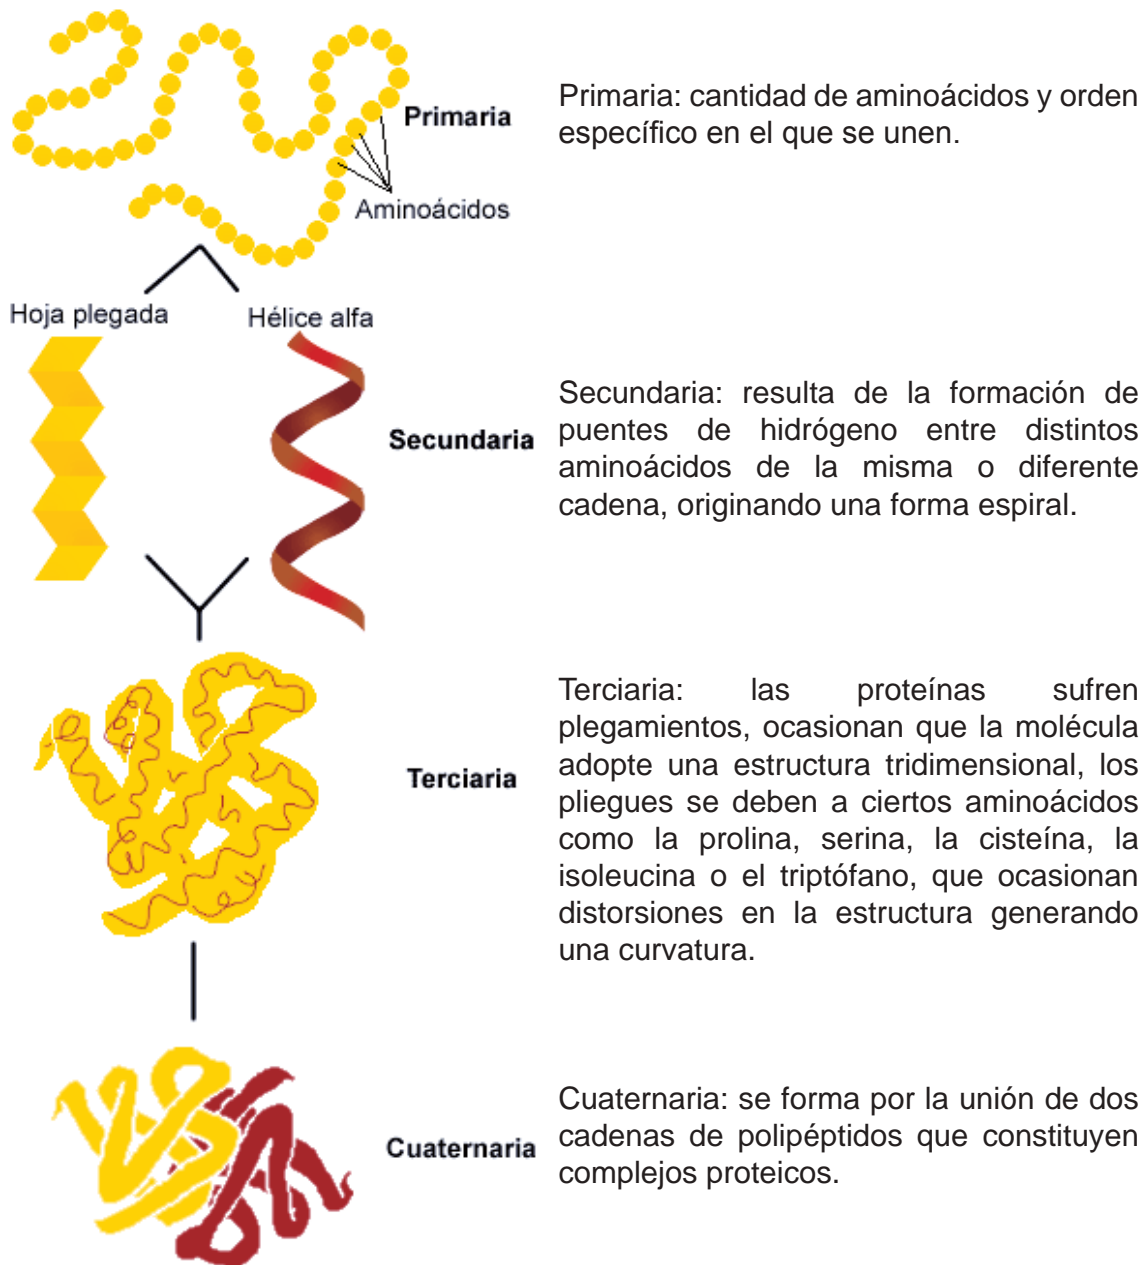 Primaria
Aminoácidos
Primaria: cantidad de aminoácidos y orden
específico en el que se unen.
Hoja plegada
Hélice alfa
Secundaria
Secundaria: resulta de la formación de
puentes de hidrógeno entre distintos
aminoácidos de la misma o diferente
cadena, originando una forma espiral.
Terciaria
Terciaria: las proteínas sufren
plegamientos, ocasionan que la molécula
adopte una estructura tridimensional, los
pliegues se deben a ciertos aminoácidos
como la prolina, serina, la cisteína, la
isoleucina o el triptófano, que ocasionan
distorsiones en la estructura generando
una curvatura.
Cuaternaria
Cuaternaria: se forma por la unión de dos
cadenas de polipéptidos que constituyen
complejos proteicos.